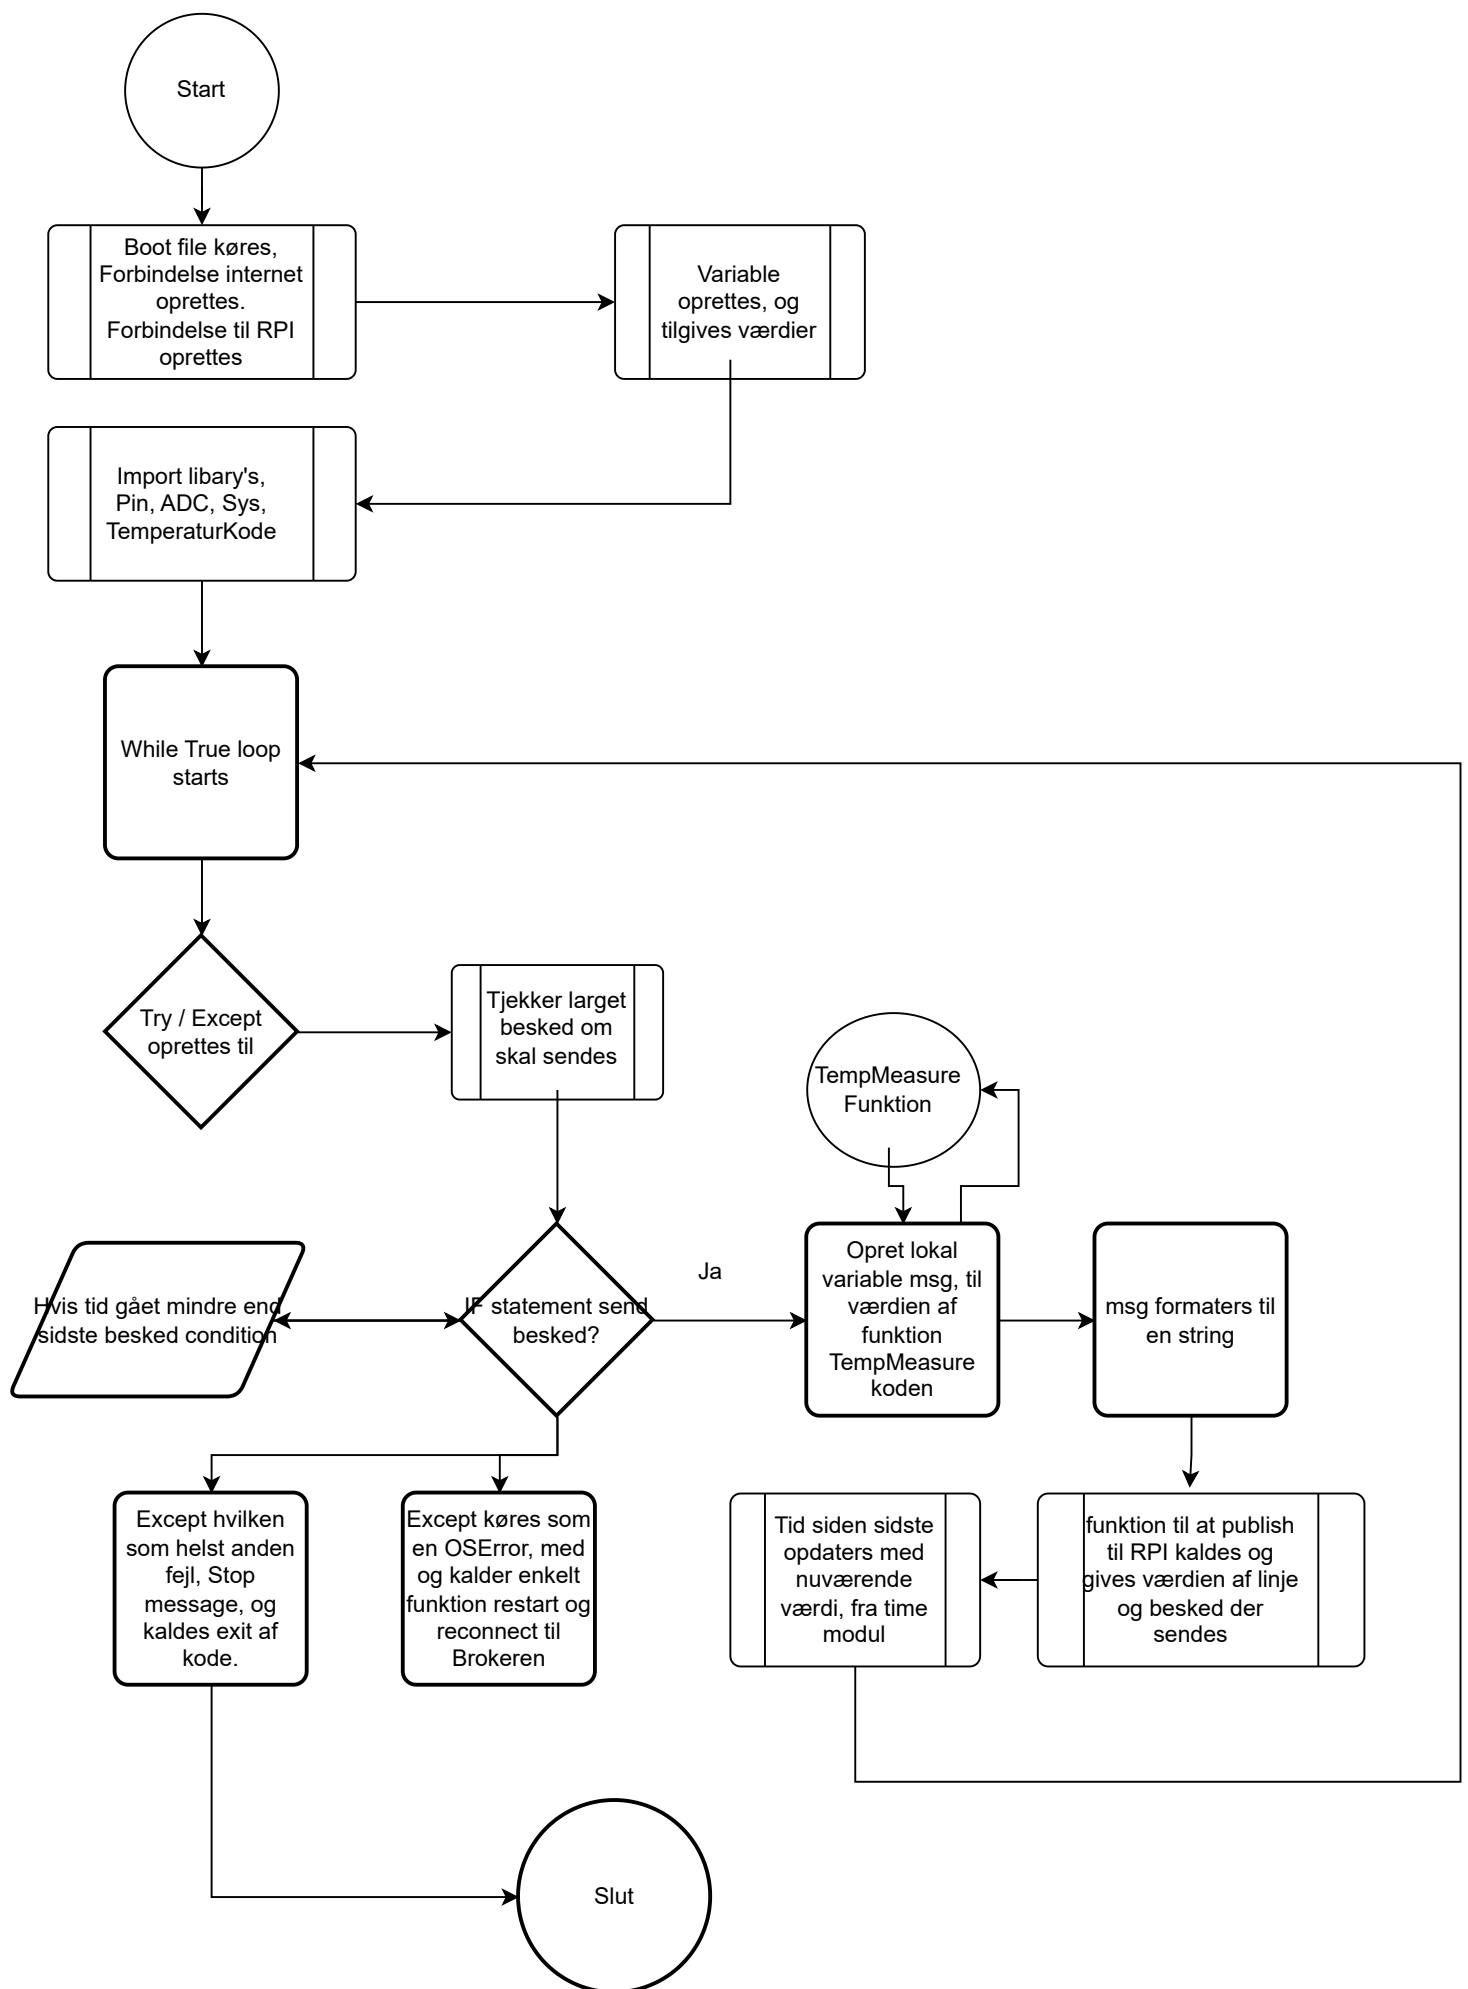 Start
Boot file køres,
Forbindelse internet
oprettes.
Forbindelse til RPI
oprettes
Variable
oprettes, og
tilgives værdier
Import libary's,
Pin, ADC, Sys,
TemperaturKode
While True loop
starts
Try / Except
oprettes til
Tjekker larget
besked om
skal sendes
TempMeasure
Funktion
Hvis tid gået mindre end
sidste besked condition
IF statement send
besked?
Ja
Opret lokal
variable msg, til
værdien af
funktion
TempMeasure
koden
msg formaters til
en string
Except hvilken
som helst anden
fejl, Stop
message, og
kaldes exit af
kode.
Except køres som
en OSError, med
og kalder enkelt
funktion restart og
reconnect til
Brokeren
Tid siden sidste
opdaters med
nuværende
værdi, fra time
modul
funktion til at publish
til RPI kaldes og
gives værdien af linje
og besked der
sendes
Slut